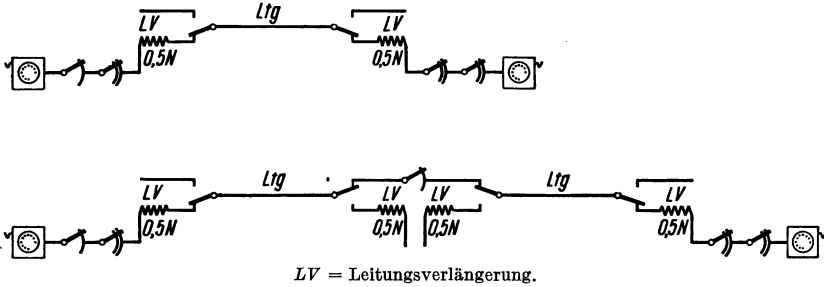 LV Ltg LV
0,5N 0,5N
LV Ltg LV LV Ltg LV
0,5N 0,5N 0,5N 0,5N
LV = Leitungsverlängerung.